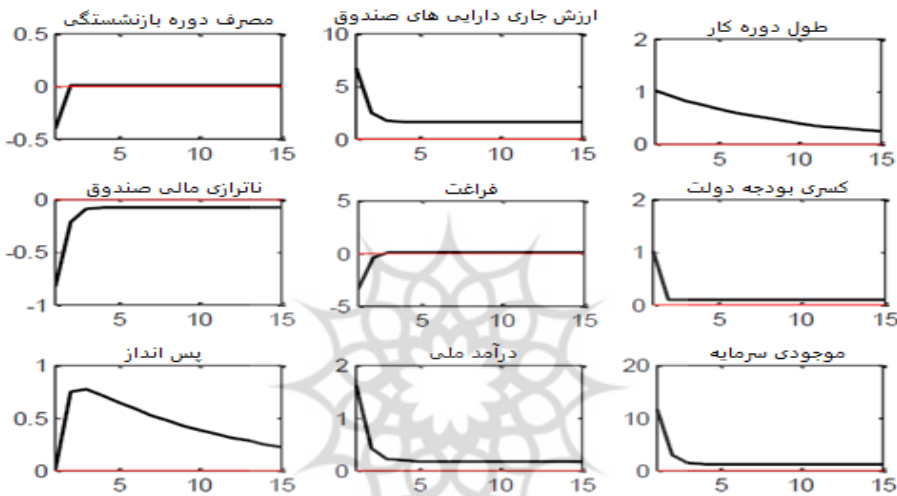 طول دوره کار
ارزش جاری دارایی های صندوق
مصرف دوره بازنشستگی
2
1
0
5 10 15
10
5
0
5 10 15
0.5
0
-0.5
5 10 15
کسری بودجه دولت
فراغت
ناترازی مالی صندوق
2
1
0
5 10 15
5
0
-5
5 10 15
0
-0.5
-1
5 10 15
موجودی سرمایه
درآمد ملی
پس انداز
20
10
0
5 10 15
2
1
0
5 10 15
1
0.5
0
5 10 15